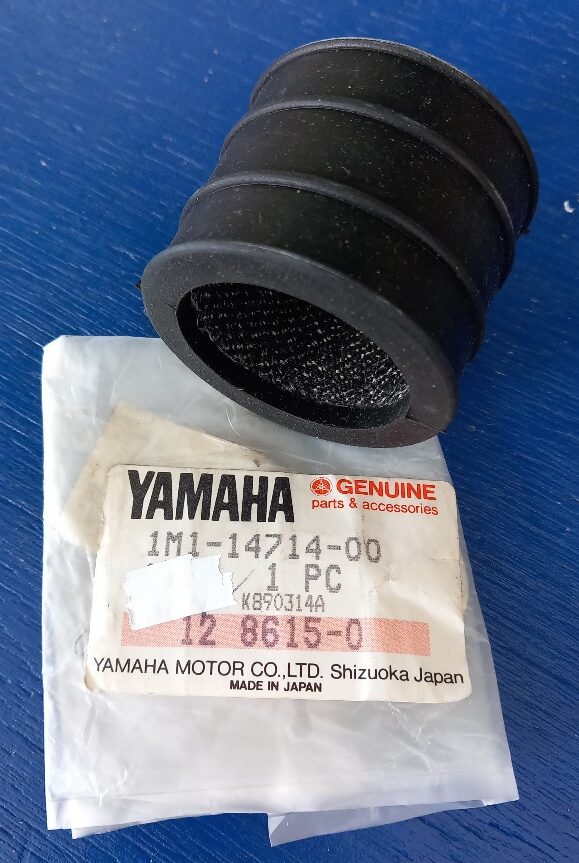 YAMAHA GENUINE
parts & accessories
1M1-14714-00
1 PC
K890314A
12 8615-0
YAMAHA MOTOR CO.,LTD. Shizuoka Japan
MADE IN JAPAN